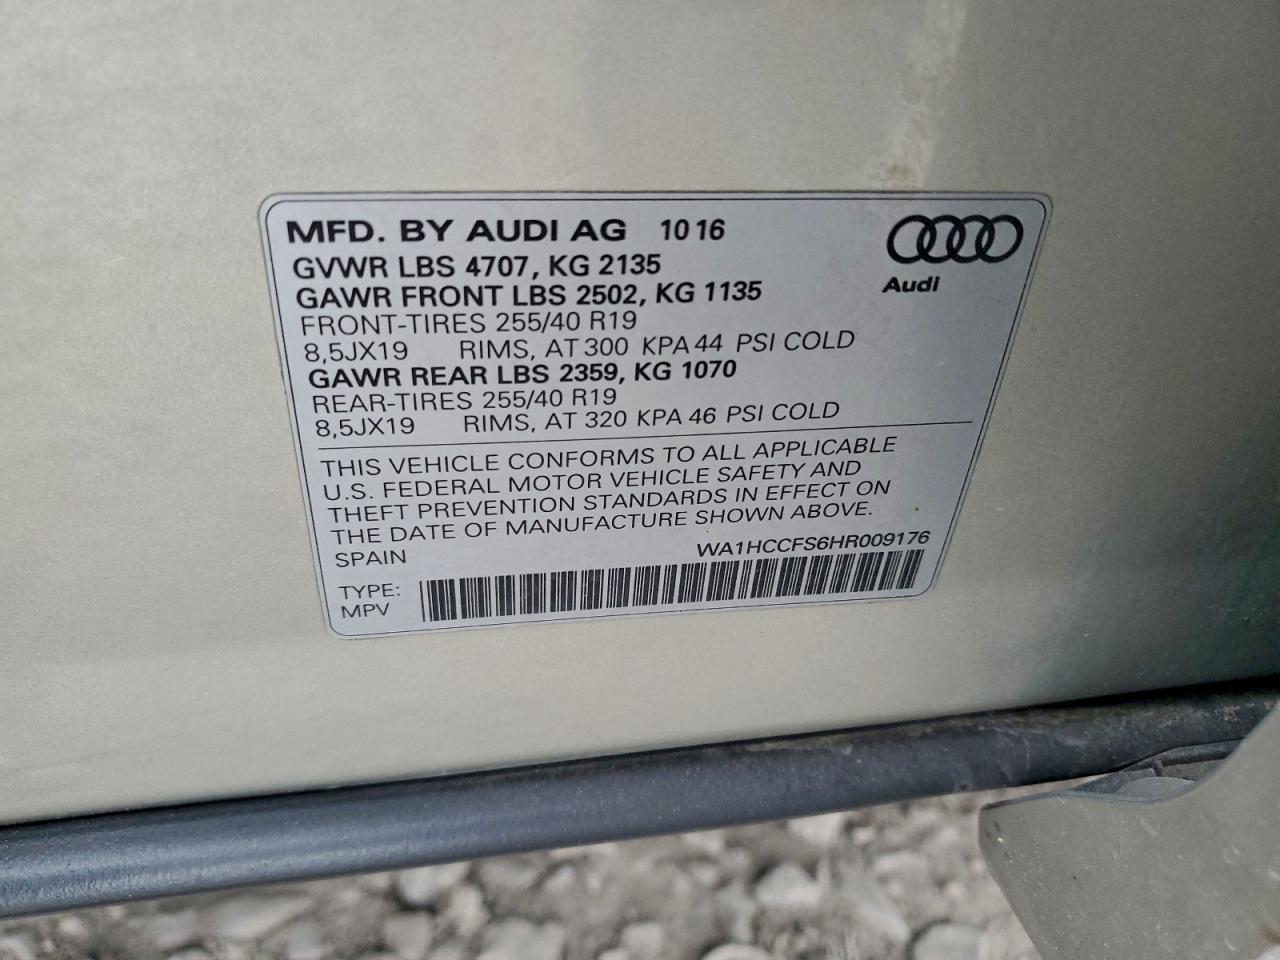 MFD. BY AUDI AG 10 16
GVWR LBS 4707, KG 2135
GAWR FRONT LBS 2502, KG 1135
FRONT-TIRES 255/40 R19
8,5JX19 RIMS, AT 300 KPA 44 PSI COLD
GAWR REAR LBS 2359, KG 1070
REAR-TIRES 255/40 R19
8,5JX19 RIMS, AT 320 KPA 46 PSI COLD
Audi
THIS VEHICLE CONFORMS TO ALL APPLICABLE
U.S. FEDERAL MOTOR VEHICLE SAFETY AND
THEFT PREVENTION STANDARDS IN EFFECT ON
THE DATE OF MANUFACTURE SHOWN ABOVE.
SPAIN WA1HCCFS6HR009176
TYPE:
MPV